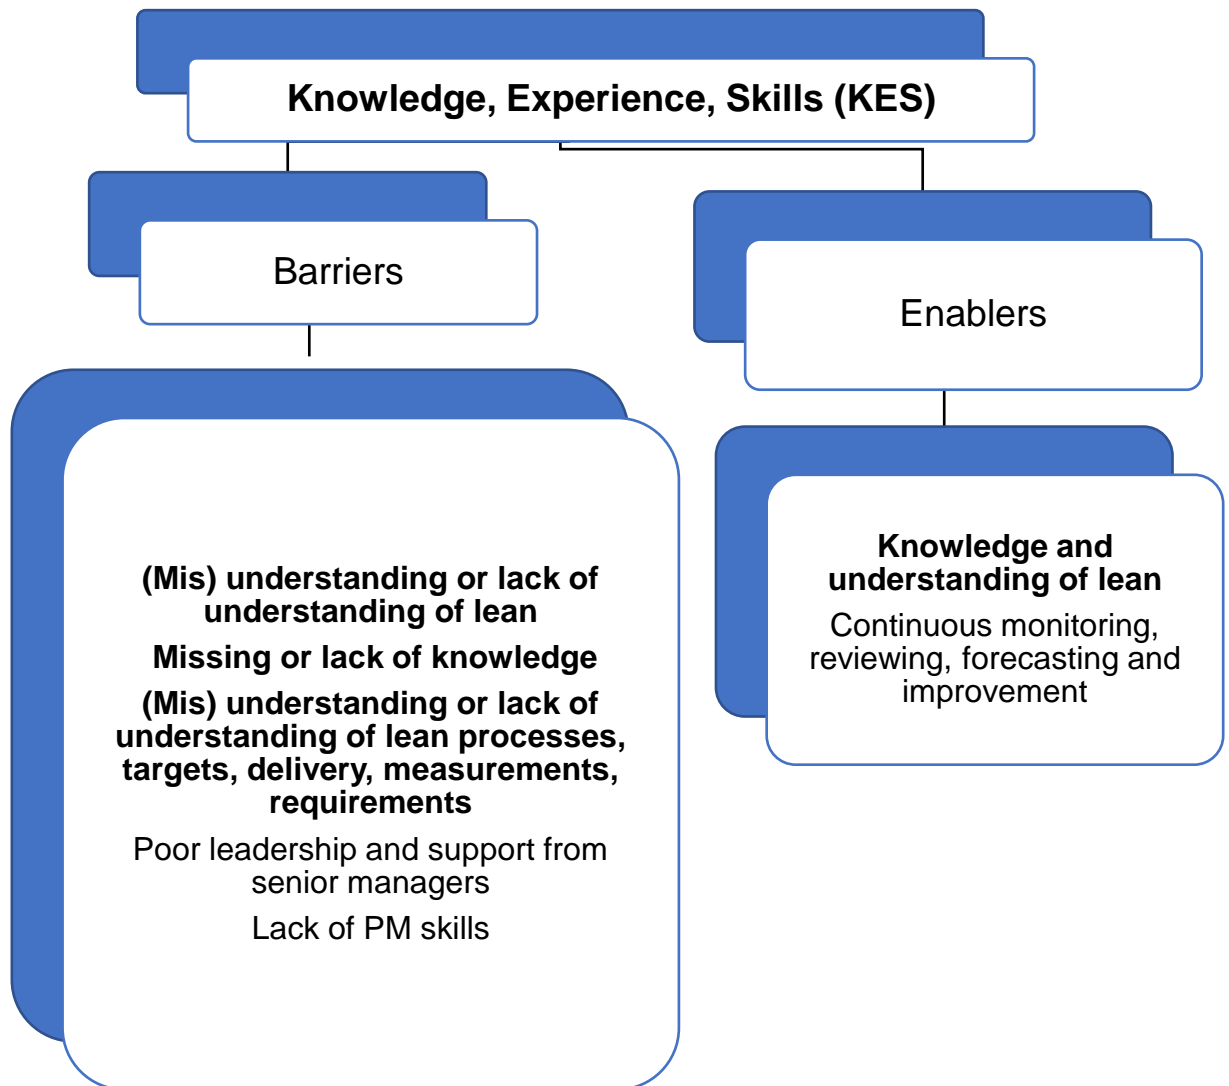 Knowledge, Experience, Skills (KES)
Barriers
Enablers
(Mis) understanding or lack of
understanding of lean
Missing or lack of knowledge
(Mis) understanding or lack of
understanding of lean processes,
targets, delivery, measurements,
requirements
Poor leadership and support from
senior managers
Lack of PM skills
Knowledge and
understanding of lean
Continuous monitoring,
reviewing, forecasting and
improvement